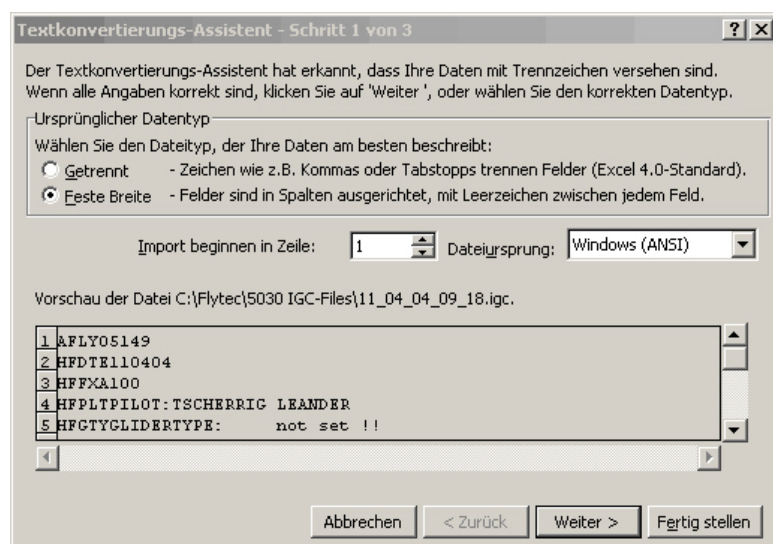 Textkonvertierungs-Assistent - Schritt 1 von 3
Der Textkonvertierungs-Assistent hat erkannt, dass Ihre Daten mit Trennzeichen versehen sind.
Wenn alle Angaben korrekt sind, klicken Sie auf 'Weiter ', oder wählen Sie den korrekten Datentyp.
Ursprünglicher Datentyp
Wählen Sie den Dateityp, der Ihre Daten am besten beschreibt:
Getrennt - Zeichen wie z.B. Kommas oder Tabstopps trennen Felder (Excel 4.0-Standard).
Feste Breite - Felder sind in Spalten ausgerichtet, mit Leerzeichen zwischen jedem Feld.
Import beginnen in Zeile: 1 Dateiursprung: Windows (ANSI)
Vorschau der Datei C:\Flytec\5030 IGC-Files\11_04_04_09_18.igc.
1 AFLY05149
2 HFDTE110404
3 HFFXA100
4 HFPLTPILOT:TSCHERRIG LEANDER
5 HFGTYGLIDERTYPE: not set !!
Abbrechen < Zurück Weiter > Fertig stellen